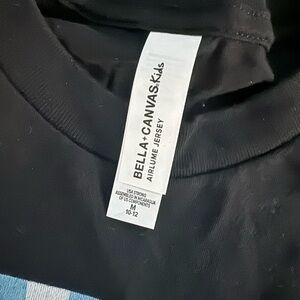 BELLA+CANVAS.Kids
AIRLUME JERSEY
USA STRONG
ASSEMBLED IN NICARAGUA
OF US COMPONENTS
M
10-12